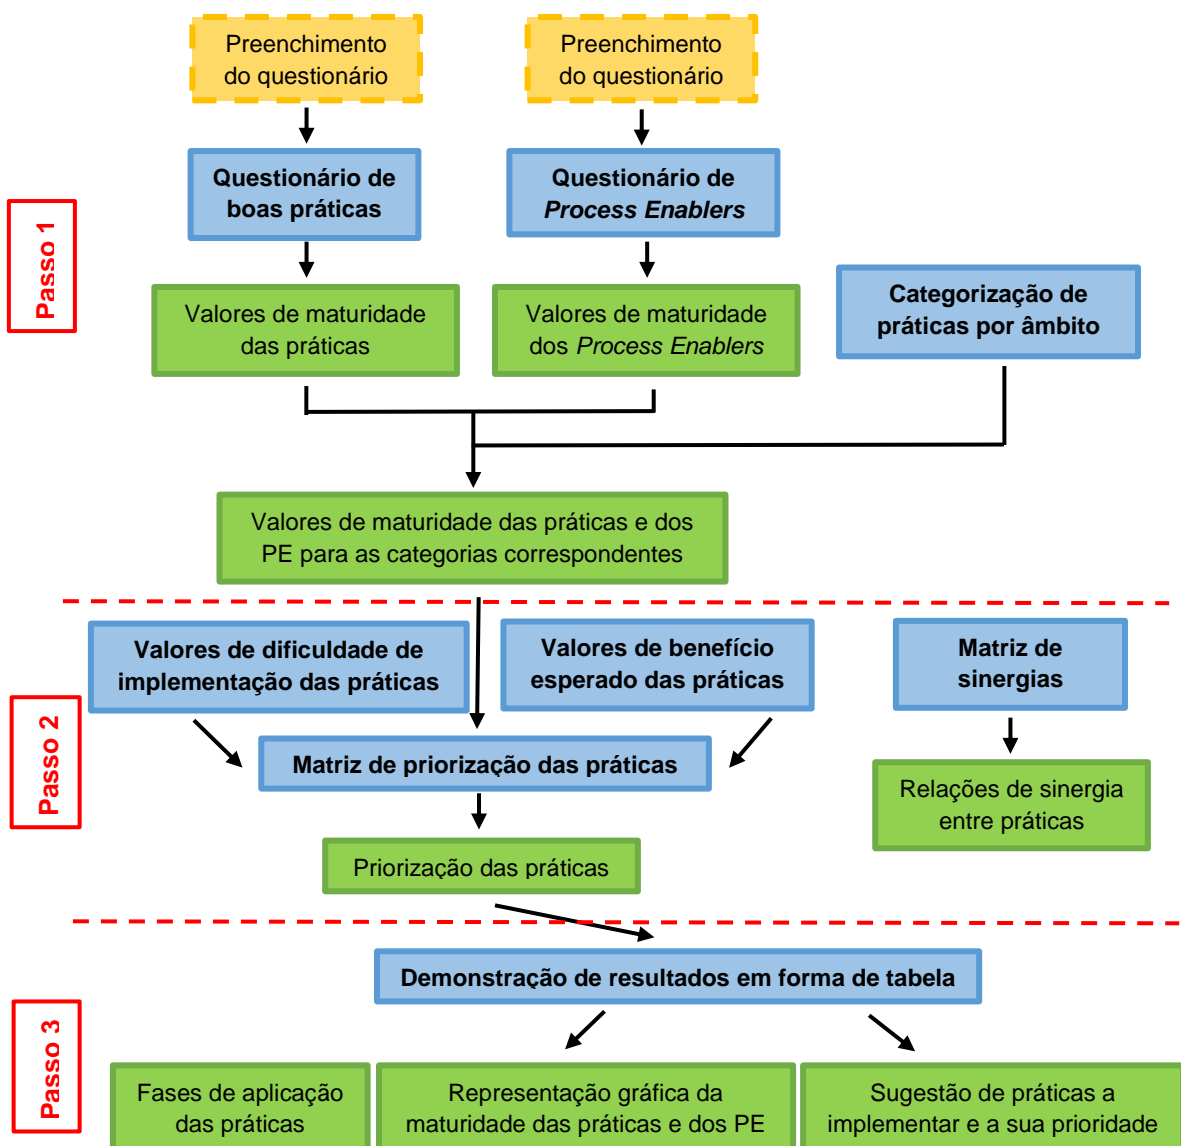 Preenchimento
do questionário
Preenchimento
do questionário
Questionário de
boas práticas
Questionário de
Process Enablers
Passo 1
Valores de maturidade
das práticas
Valores de maturidade
dos Process Enablers
Categorização de
práticas por âmbito
Valores de maturidade das práticas e dos
PE para as categorias correspondentes
Valores de dificuldade de
implementação das práticas
Valores de benefício
esperado das práticas
Matriz de
sinergias
Passo 2
Matriz de priorização das práticas
Relações de sinergia
entre práticas
Priorização das práticas
Demonstração de resultados em forma de tabela
Passo 3
Fases de aplicação
das práticas
Representação gráfica da
maturidade das práticas e dos PE
Sugestão de práticas a
implementar e a sua prioridade